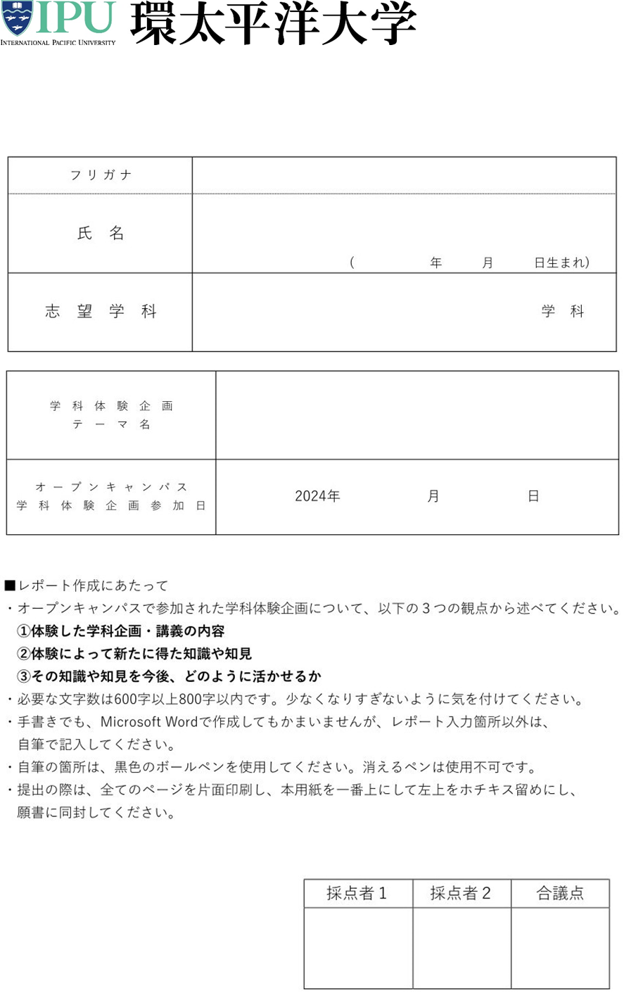 IPU 環太平洋大学
INTERNATIONAL PACIFIC UNIVERSITY
フリガナ
氏 名
( 年 月 日生まれ)
志 望 学 科 学 科
学 科 体 験 企 画
テ ー マ 名
オ ー プ ン キ ャ ン パ ス
学 科 体 験 企 画 参 加 日
2024年 月 日
■レポート作成にあたって
・オープンキャンパスで参加された学科体験企画について、以下の３つの観点から述べてください。
①体験した学科企画・講義の内容
②体験によって新たに得た知識や知見
③その知識や知見を今後、どのように活かせるか
・必要な文字数は600字以上800字以内です。少なくなりすぎないように気を付けてください。
・手書きでも、Microsoft Wordで作成してもかまいませんが、レポート入力箇所以外は、
自筆で記入してください。
・自筆の箇所は、黒色のボールペンを使用してください。消えるペンは使用不可です。
・提出の際は、全てのページを片面印刷し、本用紙を一番上にして左上をホチキス留めにし、
願書に同封してください。
採点者１ 採点者２ 合議点